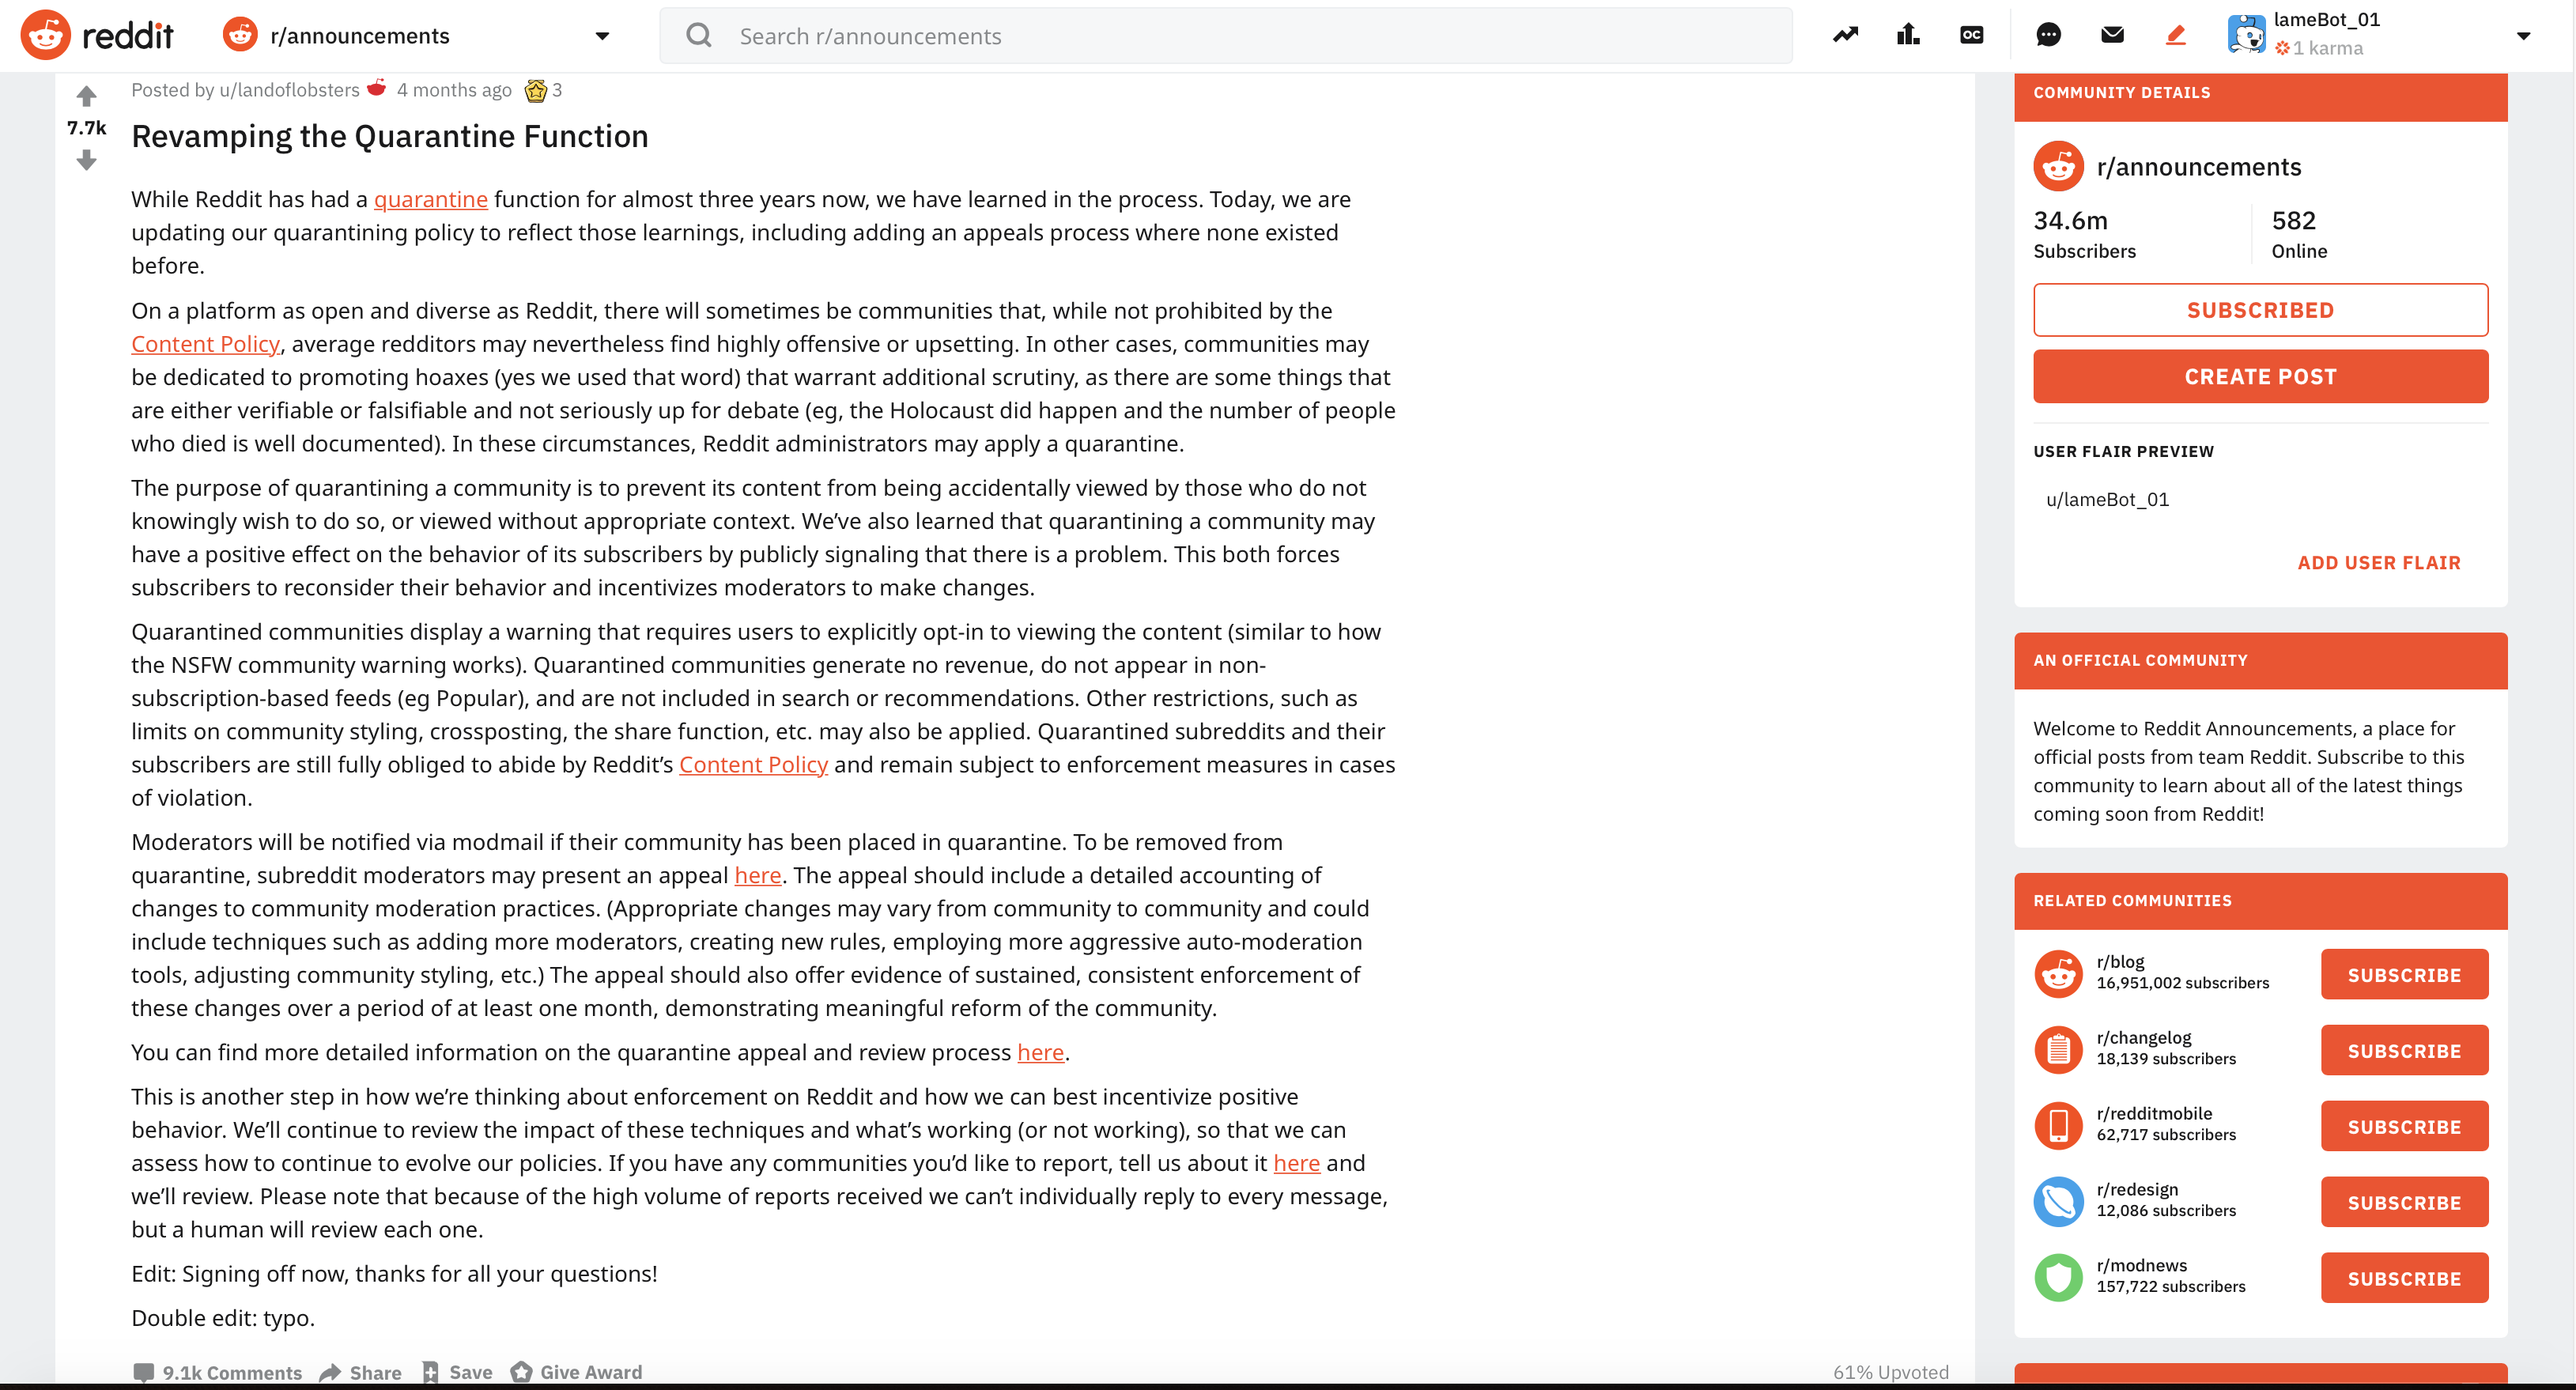 reddit
r/announcements
Search r/announcements
OC
lameBot_01
1 karma
Posted by u/landoflobsters 4 months ago 3
7.7k
Revamping the Quarantine Function
While Reddit has had a quarantine function for almost three years now, we have learned in the process. Today, we are
updating our quarantining policy to reflect those learnings, including adding an appeals process where none existed
before.
On a platform as open and diverse as Reddit, there will sometimes be communities that, while not prohibited by the
Content Policy, average redditors may nevertheless find highly offensive or upsetting. In other cases, communities may
be dedicated to promoting hoaxes (yes we used that word) that warrant additional scrutiny, as there are some things that
are either verifiable or falsifiable and not seriously up for debate (eg, the Holocaust did happen and the number of people
who died is well documented). In these circumstances, Reddit administrators may apply a quarantine.
The purpose of quarantining a community is to prevent its content from being accidentally viewed by those who do not
knowingly wish to do so, or viewed without appropriate context. We’ve also learned that quarantining a community may
have a positive effect on the behavior of its subscribers by publicly signaling that there is a problem. This both forces
subscribers to reconsider their behavior and incentivizes moderators to make changes.
Quarantined communities display a warning that requires users to explicitly opt-in to viewing the content (similar to how
the NSFW community warning works). Quarantined communities generate no revenue, do not appear in non-
subscription-based feeds (eg Popular), and are not included in search or recommendations. Other restrictions, such as
limits on community styling, crossposting, the share function, etc. may also be applied. Quarantined subreddits and their
subscribers are still fully obliged to abide by Reddit’s Content Policy and remain subject to enforcement measures in cases
of violation.
Moderators will be notified via modmail if their community has been placed in quarantine. To be removed from
quarantine, subreddit moderators may present an appeal here. The appeal should include a detailed accounting of
changes to community moderation practices. (Appropriate changes may vary from community to community and could
include techniques such as adding more moderators, creating new rules, employing more aggressive auto-moderation
tools, adjusting community styling, etc.) The appeal should also offer evidence of sustained, consistent enforcement of
these changes over a period of at least one month, demonstrating meaningful reform of the community.
You can find more detailed information on the quarantine appeal and review process here.
This is another step in how we’re thinking about enforcement on Reddit and how we can best incentivize positive
behavior. We’ll continue to review the impact of these techniques and what’s working (or not working), so that we can
assess how to continue to evolve our policies. If you have any communities you’d like to report, tell us about it here and
we’ll review. Please note that because of the high volume of reports received we can’t individually reply to every message,
but a human will review each one.
Edit: Signing off now, thanks for all your questions!
Double edit: typo.
9.1k Comments Share Save Give Award
61% Upvoted
COMMUNITY DETAILS
r/announcements
34.6m 582
Subscribers Online
SUBSCRIBED
CREATE POST
USER FLAIR PREVIEW
u/lameBot_01
ADD USER FLAIR
AN OFFICIAL COMMUNITY
Welcome to Reddit Announcements, a place for
official posts from team Reddit. Subscribe to this
community to learn about all of the latest things
coming soon from Reddit!
RELATED COMMUNITIES
r/blog
16,951,002 subscribers
SUBSCRIBE
r/changelog
18,139 subscribers
SUBSCRIBE
r/redditmobile
62,717 subscribers
SUBSCRIBE
r/redesign
12,086 subscribers
SUBSCRIBE
r/modnews
157,722 subscribers
SUBSCRIBE